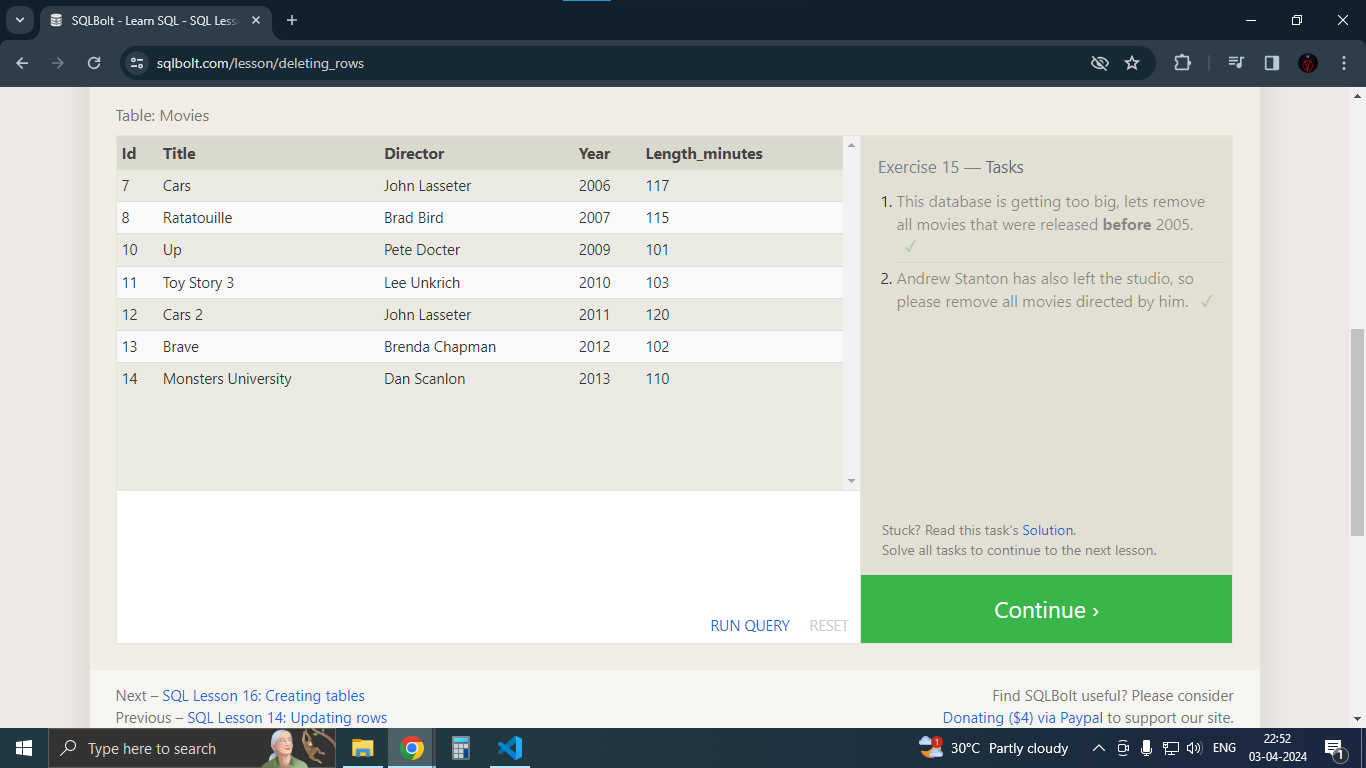 SQLBolt - Learn SQL - SQL Less
sqlbolt.com/lesson/deleting_rows
Table: Movies
Id Title Director Year Length_minutes
7 Cars John Lasseter 2006 117
8 Ratatouille Brad Bird 2007 115
10 Up Pete Docter 2009 101
11 Toy Story 3 Lee Unkrich 2010 103
12 Cars 2 John Lasseter 2011 120
13 Brave Brenda Chapman 2012 102
14 Monsters University Dan Scanlon 2013 110
Exercise 15 — Tasks
1. This database is getting too big, lets remove
all movies that were released before 2005.
✓
2. Andrew Stanton has also left the studio, so
please remove all movies directed by him. ✓
Stuck? Read this task's Solution.
Solve all tasks to continue to the next lesson.
RUN QUERY RESET
Continue ›
Next – SQL Lesson 16: Creating tables
Previous – SQL Lesson 14: Updating rows
Find SQLBolt useful? Please consider
Donating ($4) via Paypal to support our site.
Type here to search
1
30°C Partly cloudy
ENG
22:52
03-04-2024
1